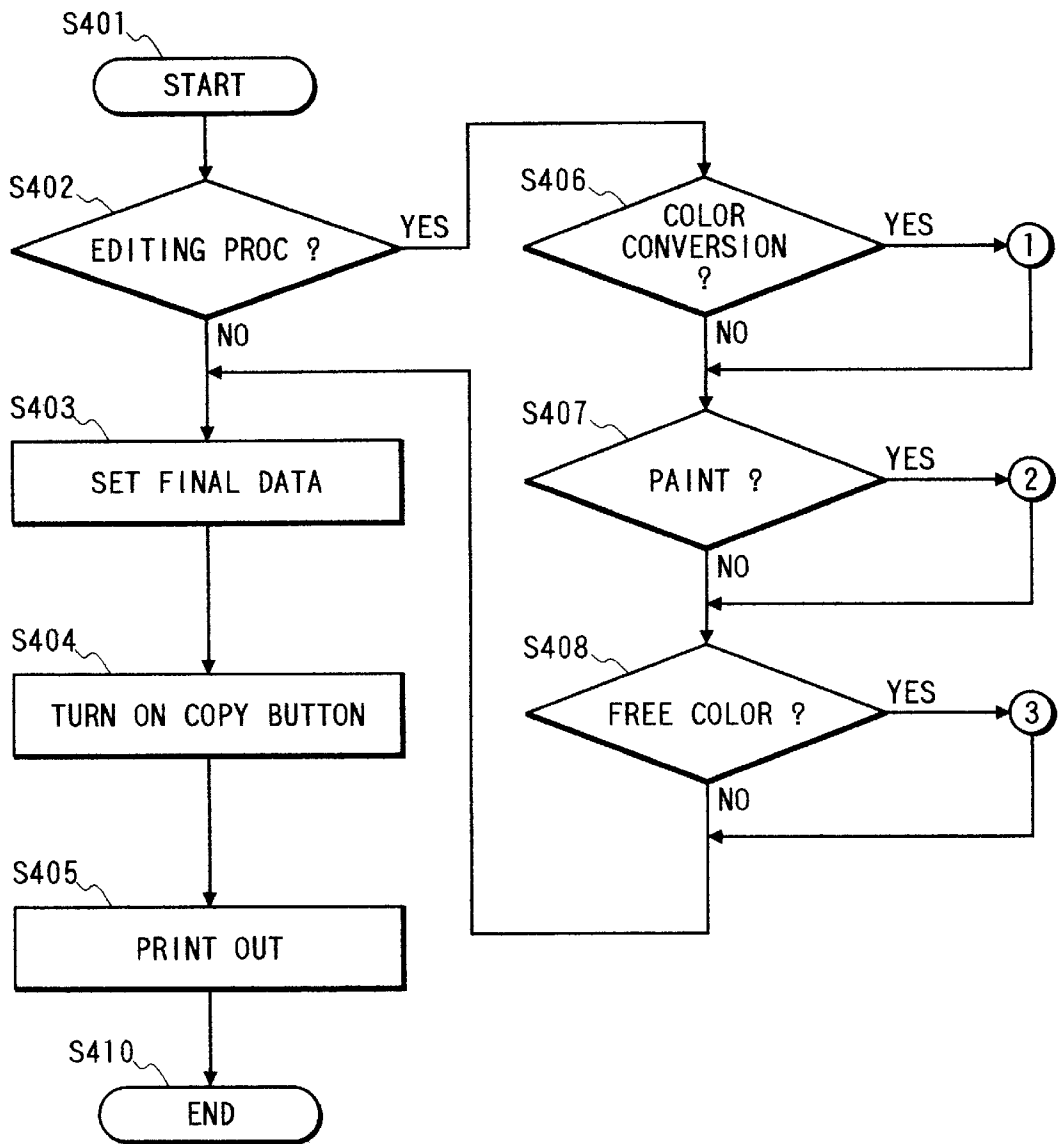 S401
START
S402
EDITING PROC ?
YES
NO
S403
SET FINAL DATA
S404
TURN ON COPY BUTTON
S405
PRINT OUT
S410
END
S406
COLOR
CONVERSION
?
YES
1
NO
S407
PAINT ?
YES
2
NO
S408
FREE COLOR ?
YES
3
NO